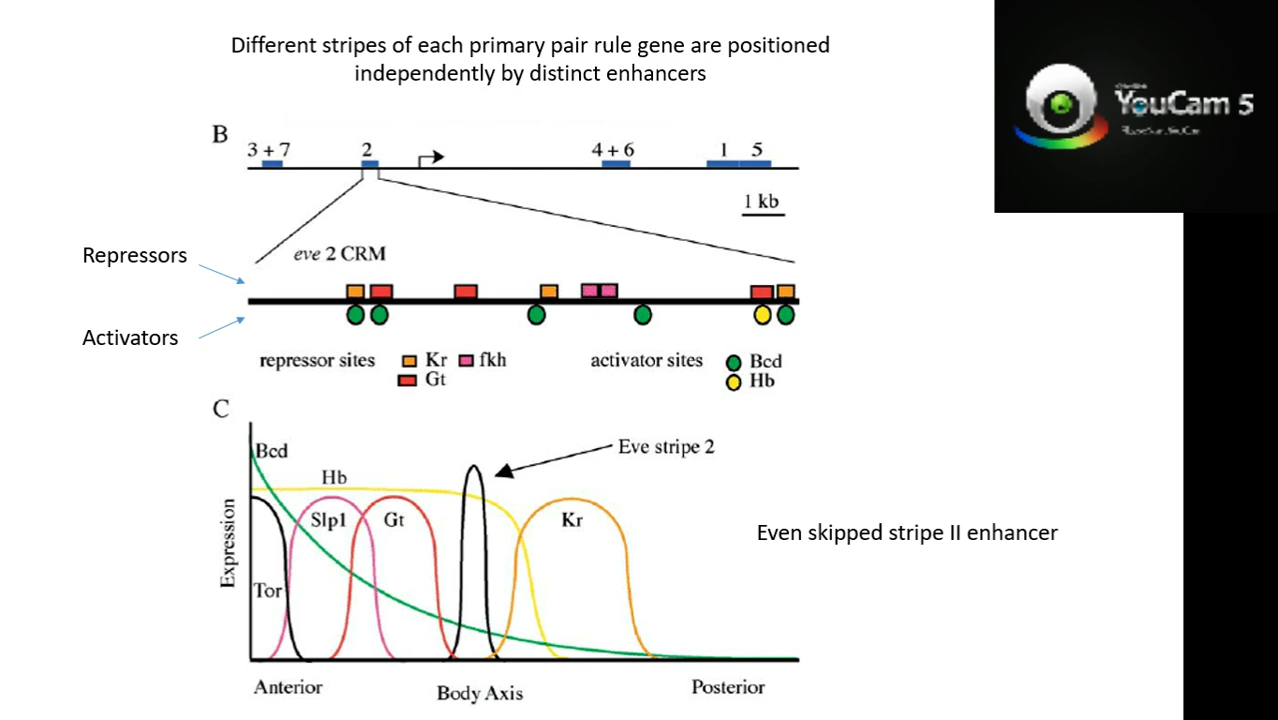 Different stripes of each primary pair rule gene are positioned
independently by distinct enhancers
YouCam 5
B
3 + 7
2
4 + 6
1
5
1 kb
Repressors
eve 2 CRM
Activators
repressor sites
Kr
fkh
Gt
activator sites
Bcd
Hb
C
Bcd
Hb
Eve stripe 2
Slp1
Gt
Kr
Even skipped stripe II enhancer
Expression
Tor
Anterior
Body Axis
Posterior